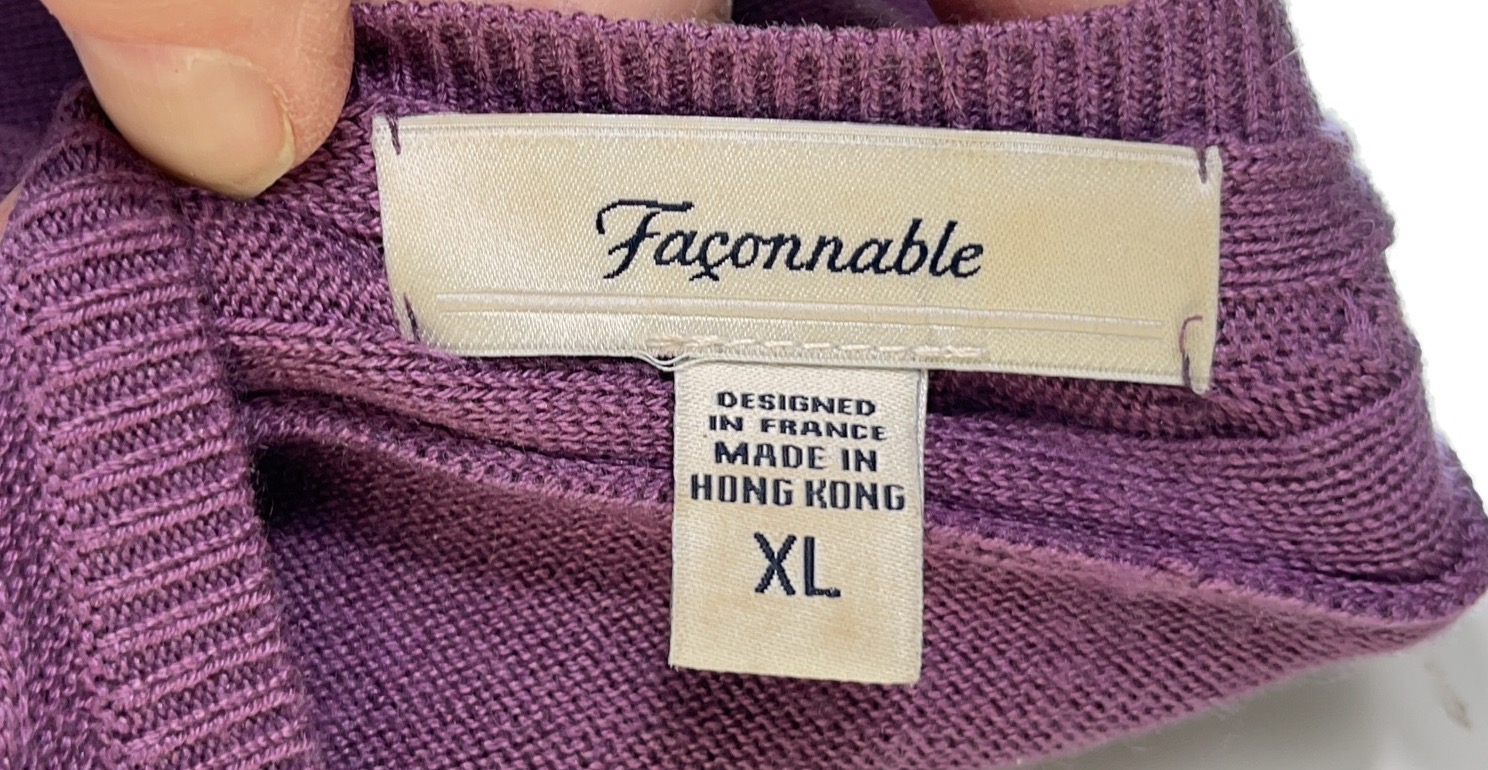 Façonnable
DESIGNED
IN FRANCE
MADE IN
HONG KONG
XL